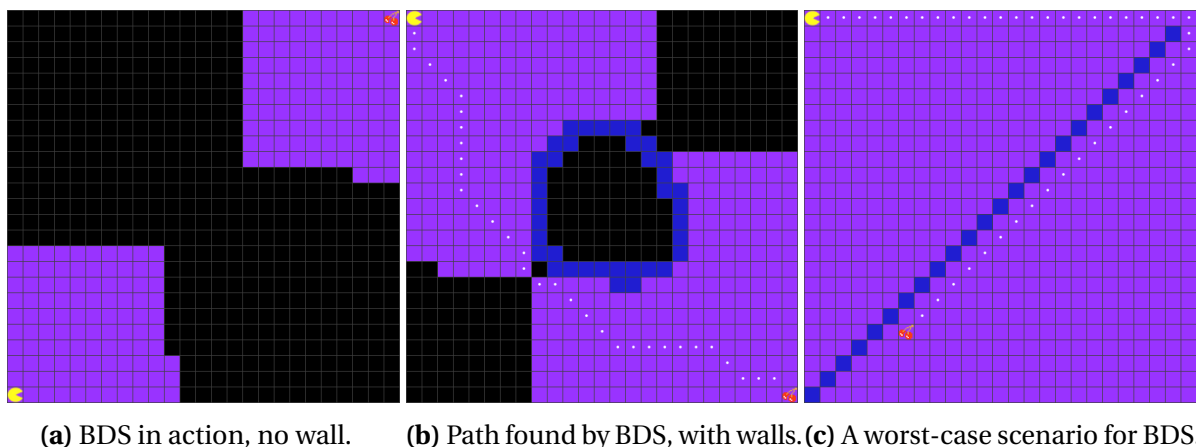 (a) BDS in action, no wall. (b) Path found by BDS, with walls. (c) A worst-case scenario for BDS